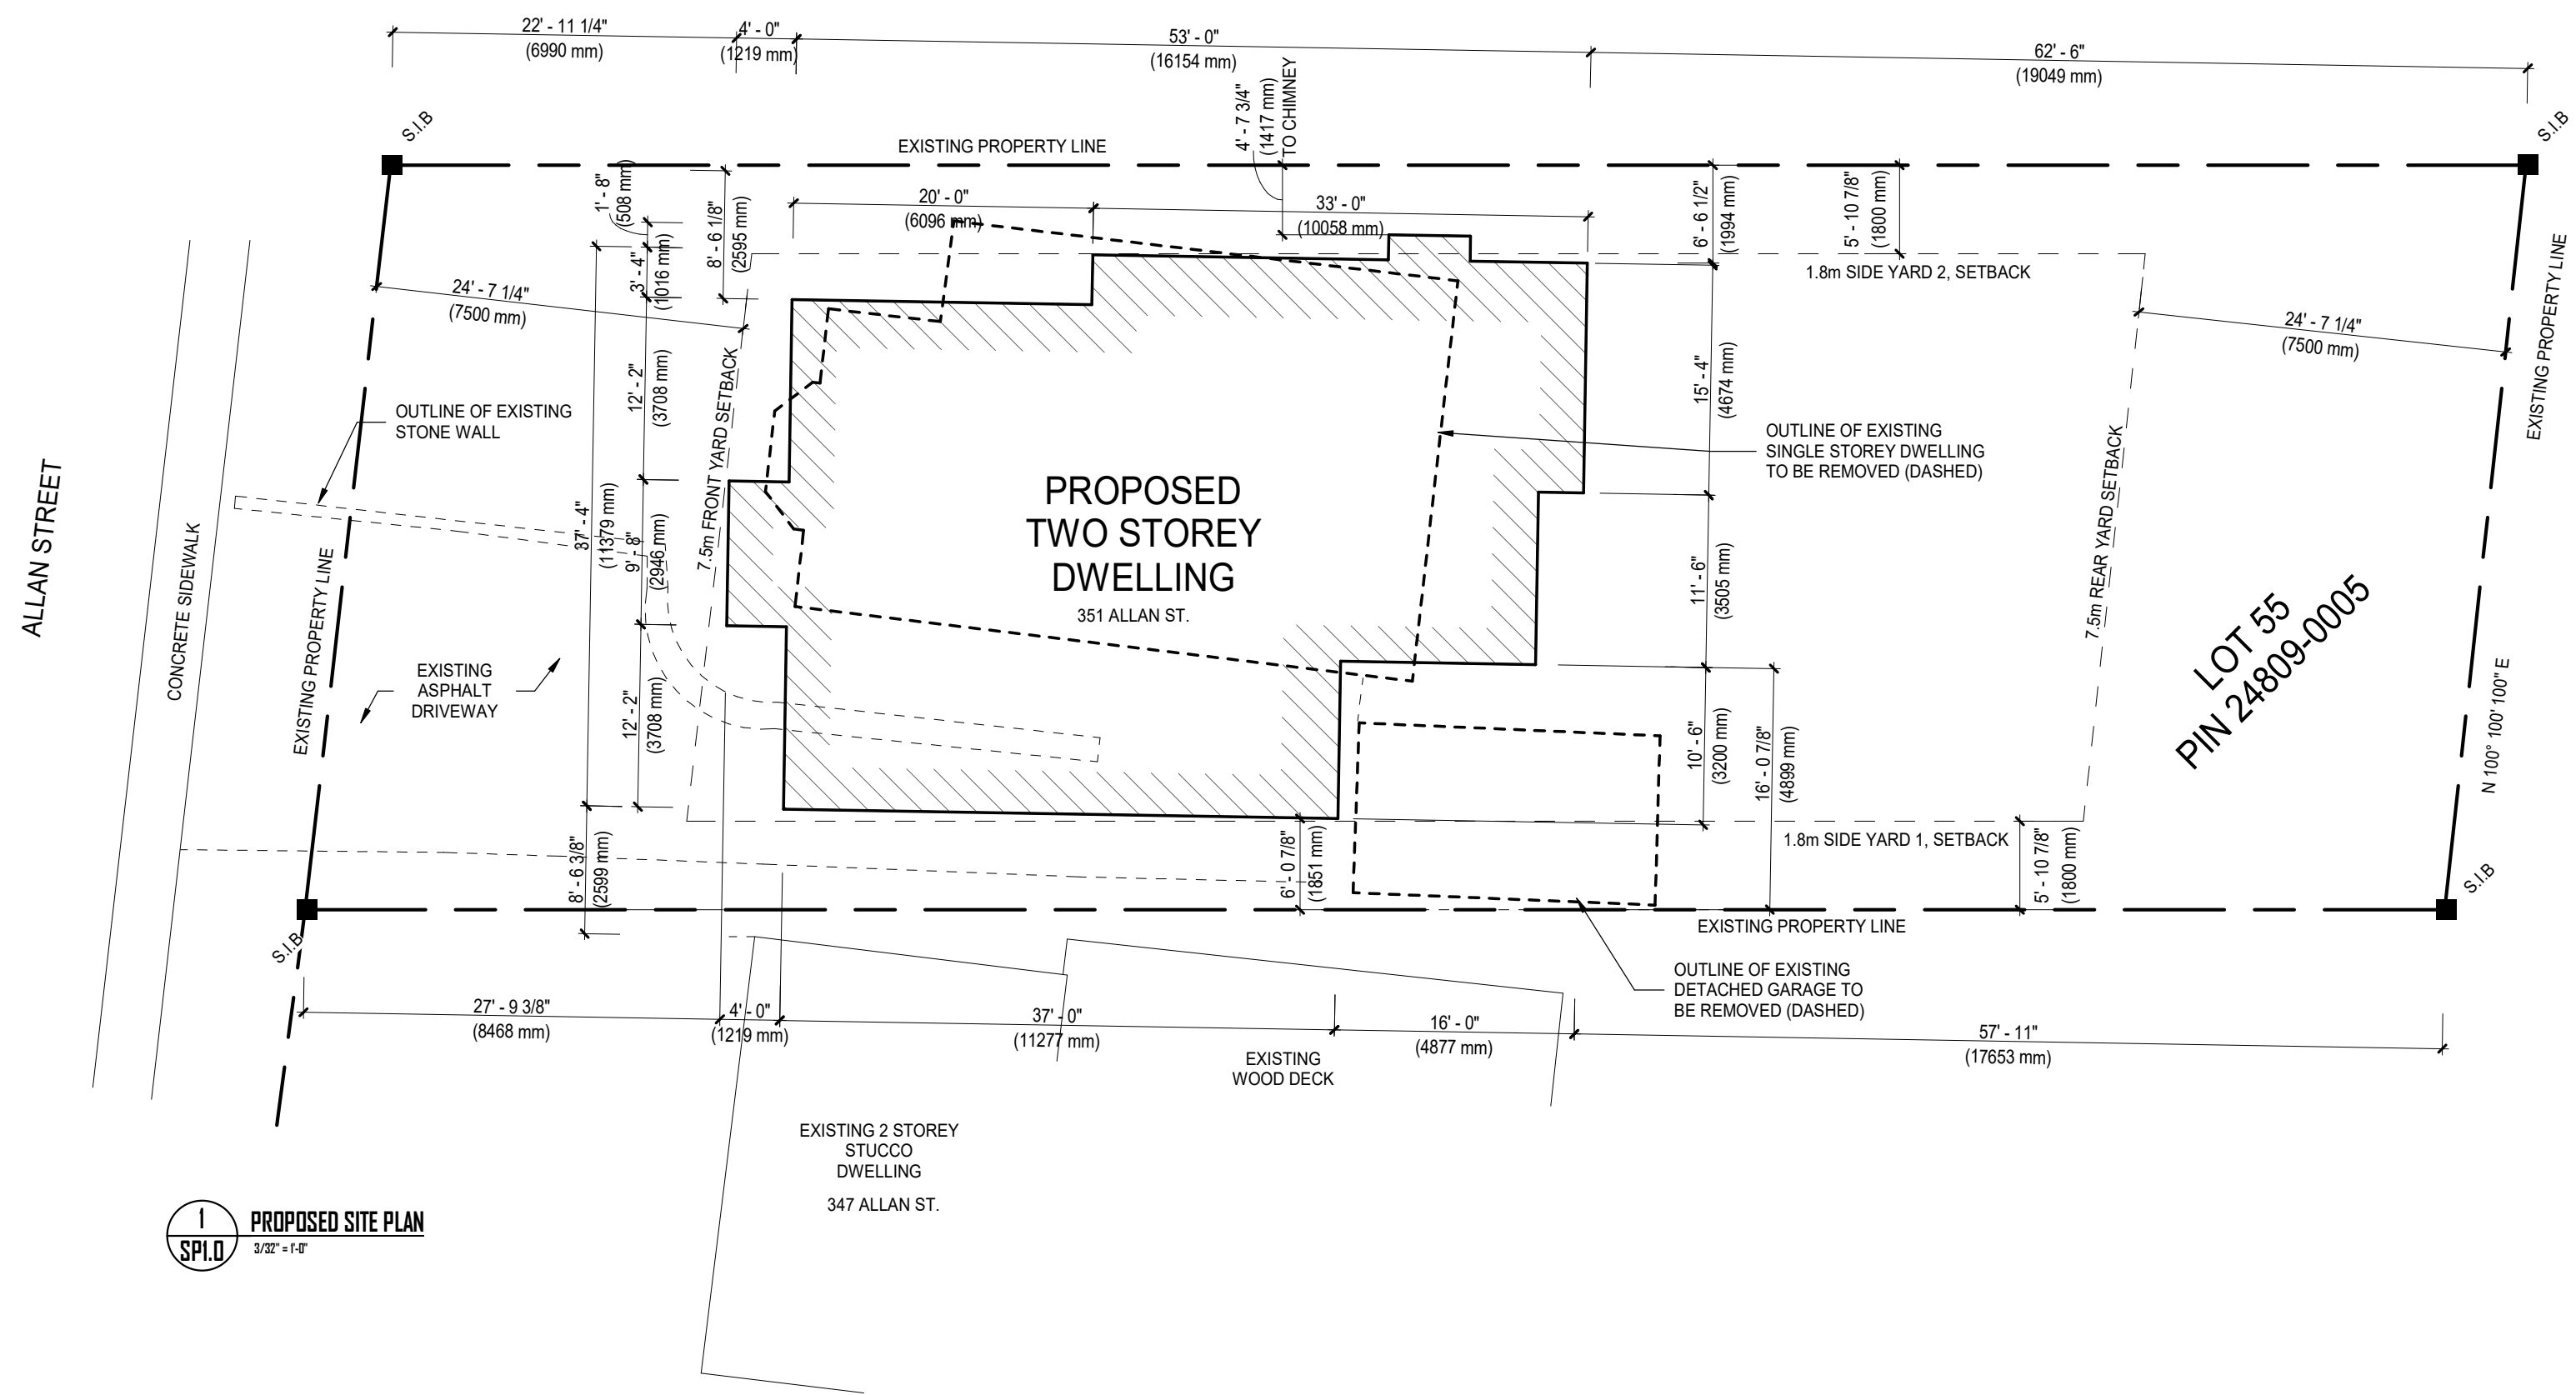 22' - 11 1/4"
(6990 mm)
4' - 0"
(1219 mm)
53' - 0"
(16154 mm)
62' - 6"
(19049 mm)
S.I.B
S.I.B
EXISTING PROPERTY LINE
4' - 7 3/4"
(1417 mm)
TO CHIMNEY
1' - 8"
(508 mm)
3' - 4"
(1016 mm)
8' - 6 1/8"
(2595 mm)
20' - 0"
(6096 mm)
33' - 0"
(10058 mm)
6' - 6 1/2"
(1994 mm)
5' - 10 7/8"
(1800 mm)
1.8m SIDE YARD 2, SETBACK
24' - 7 1/4"
(7500 mm)
24' - 7 1/4"
(7500 mm)
EXISTING PROPERTY LINE
12' - 2"
(3708 mm)
7.5m FRONT YARD SETBACK
15' - 4"
(4674 mm)
OUTLINE OF EXISTING
STONE WALL
OUTLINE OF EXISTING
SINGLE STOREY DWELLING
TO BE REMOVED (DASHED)
ALLAN STREET
CONCRETE SIDEWALK
EXISTING PROPERTY LINE
37' - 4"
(11379 mm)
9' - 8"
(2946 mm)
PROPOSED
TWO STOREY
DWELLING
351 ALLAN ST.
11' - 6"
(3505 mm)
7.5m REAR YARD SETBACK
LOT 55
PIN 24809-0005
N 100° 100' 100" E
EXISTING
ASPHALT
DRIVEWAY
12' - 2"
(3708 mm)
10' - 6"
(3200 mm)
16' - 0 7/8"
(4899 mm)
8' - 6 3/8"
(2599 mm)
6' - 0 7/8"
(1851 mm)
1.8m SIDE YARD 1, SETBACK
5' - 10 7/8"
(1800 mm)
S.I.B
S.I.B
EXISTING PROPERTY LINE
OUTLINE OF EXISTING
DETACHED GARAGE TO
BE REMOVED (DASHED)
27' - 9 3/8"
(8468 mm)
4' - 0"
(1219 mm)
37' - 0"
(11277 mm)
16' - 0"
(4877 mm)
57' - 11"
(17653 mm)
EXISTING
WOOD DECK
EXISTING 2 STOREY
STUCCO
DWELLING
347 ALLAN ST.
1
SP1.0
PROPOSED SITE PLAN
3/32" = 1'-0"